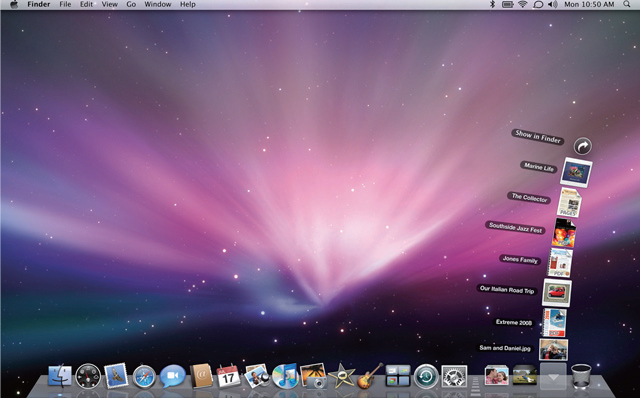 Finder File Edit View Go Window Help Mon 10:50 AM
Show in Finder
Marine Life
The Collector
Southside Jazz Fest
Jones Family
Our Italian Road Trip
Extreme 2008
Sam and Daniel.jpg
17